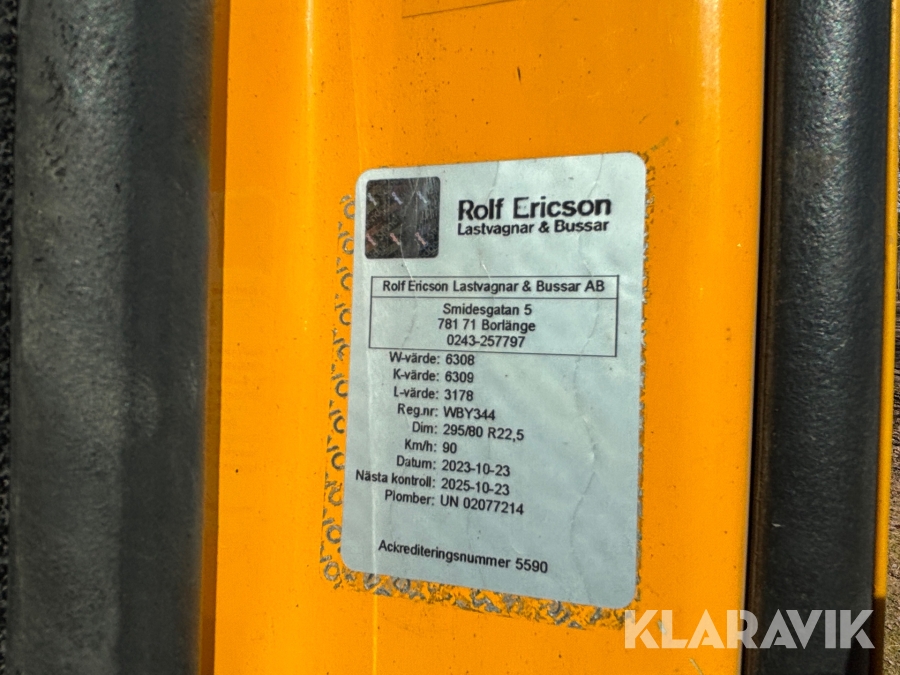 Rolf Ericson
Lastvagnar & Bussar
Rolf Ericson Lastvagnar & Bussar AB
Smidesgatan 5
781 71 Borlänge
0243-257797
W-värde: 6308
K-värde: 6309
L-värde: 3178
Reg.nr: WBY344
Dim: 295/80 R22,5
Km/h: 90
Datum: 2023-10-23
Nästa kontroll: 2025-10-23
Plomber: UN 02077214
Ackrediteringsnummer 5590
KLARAVIK